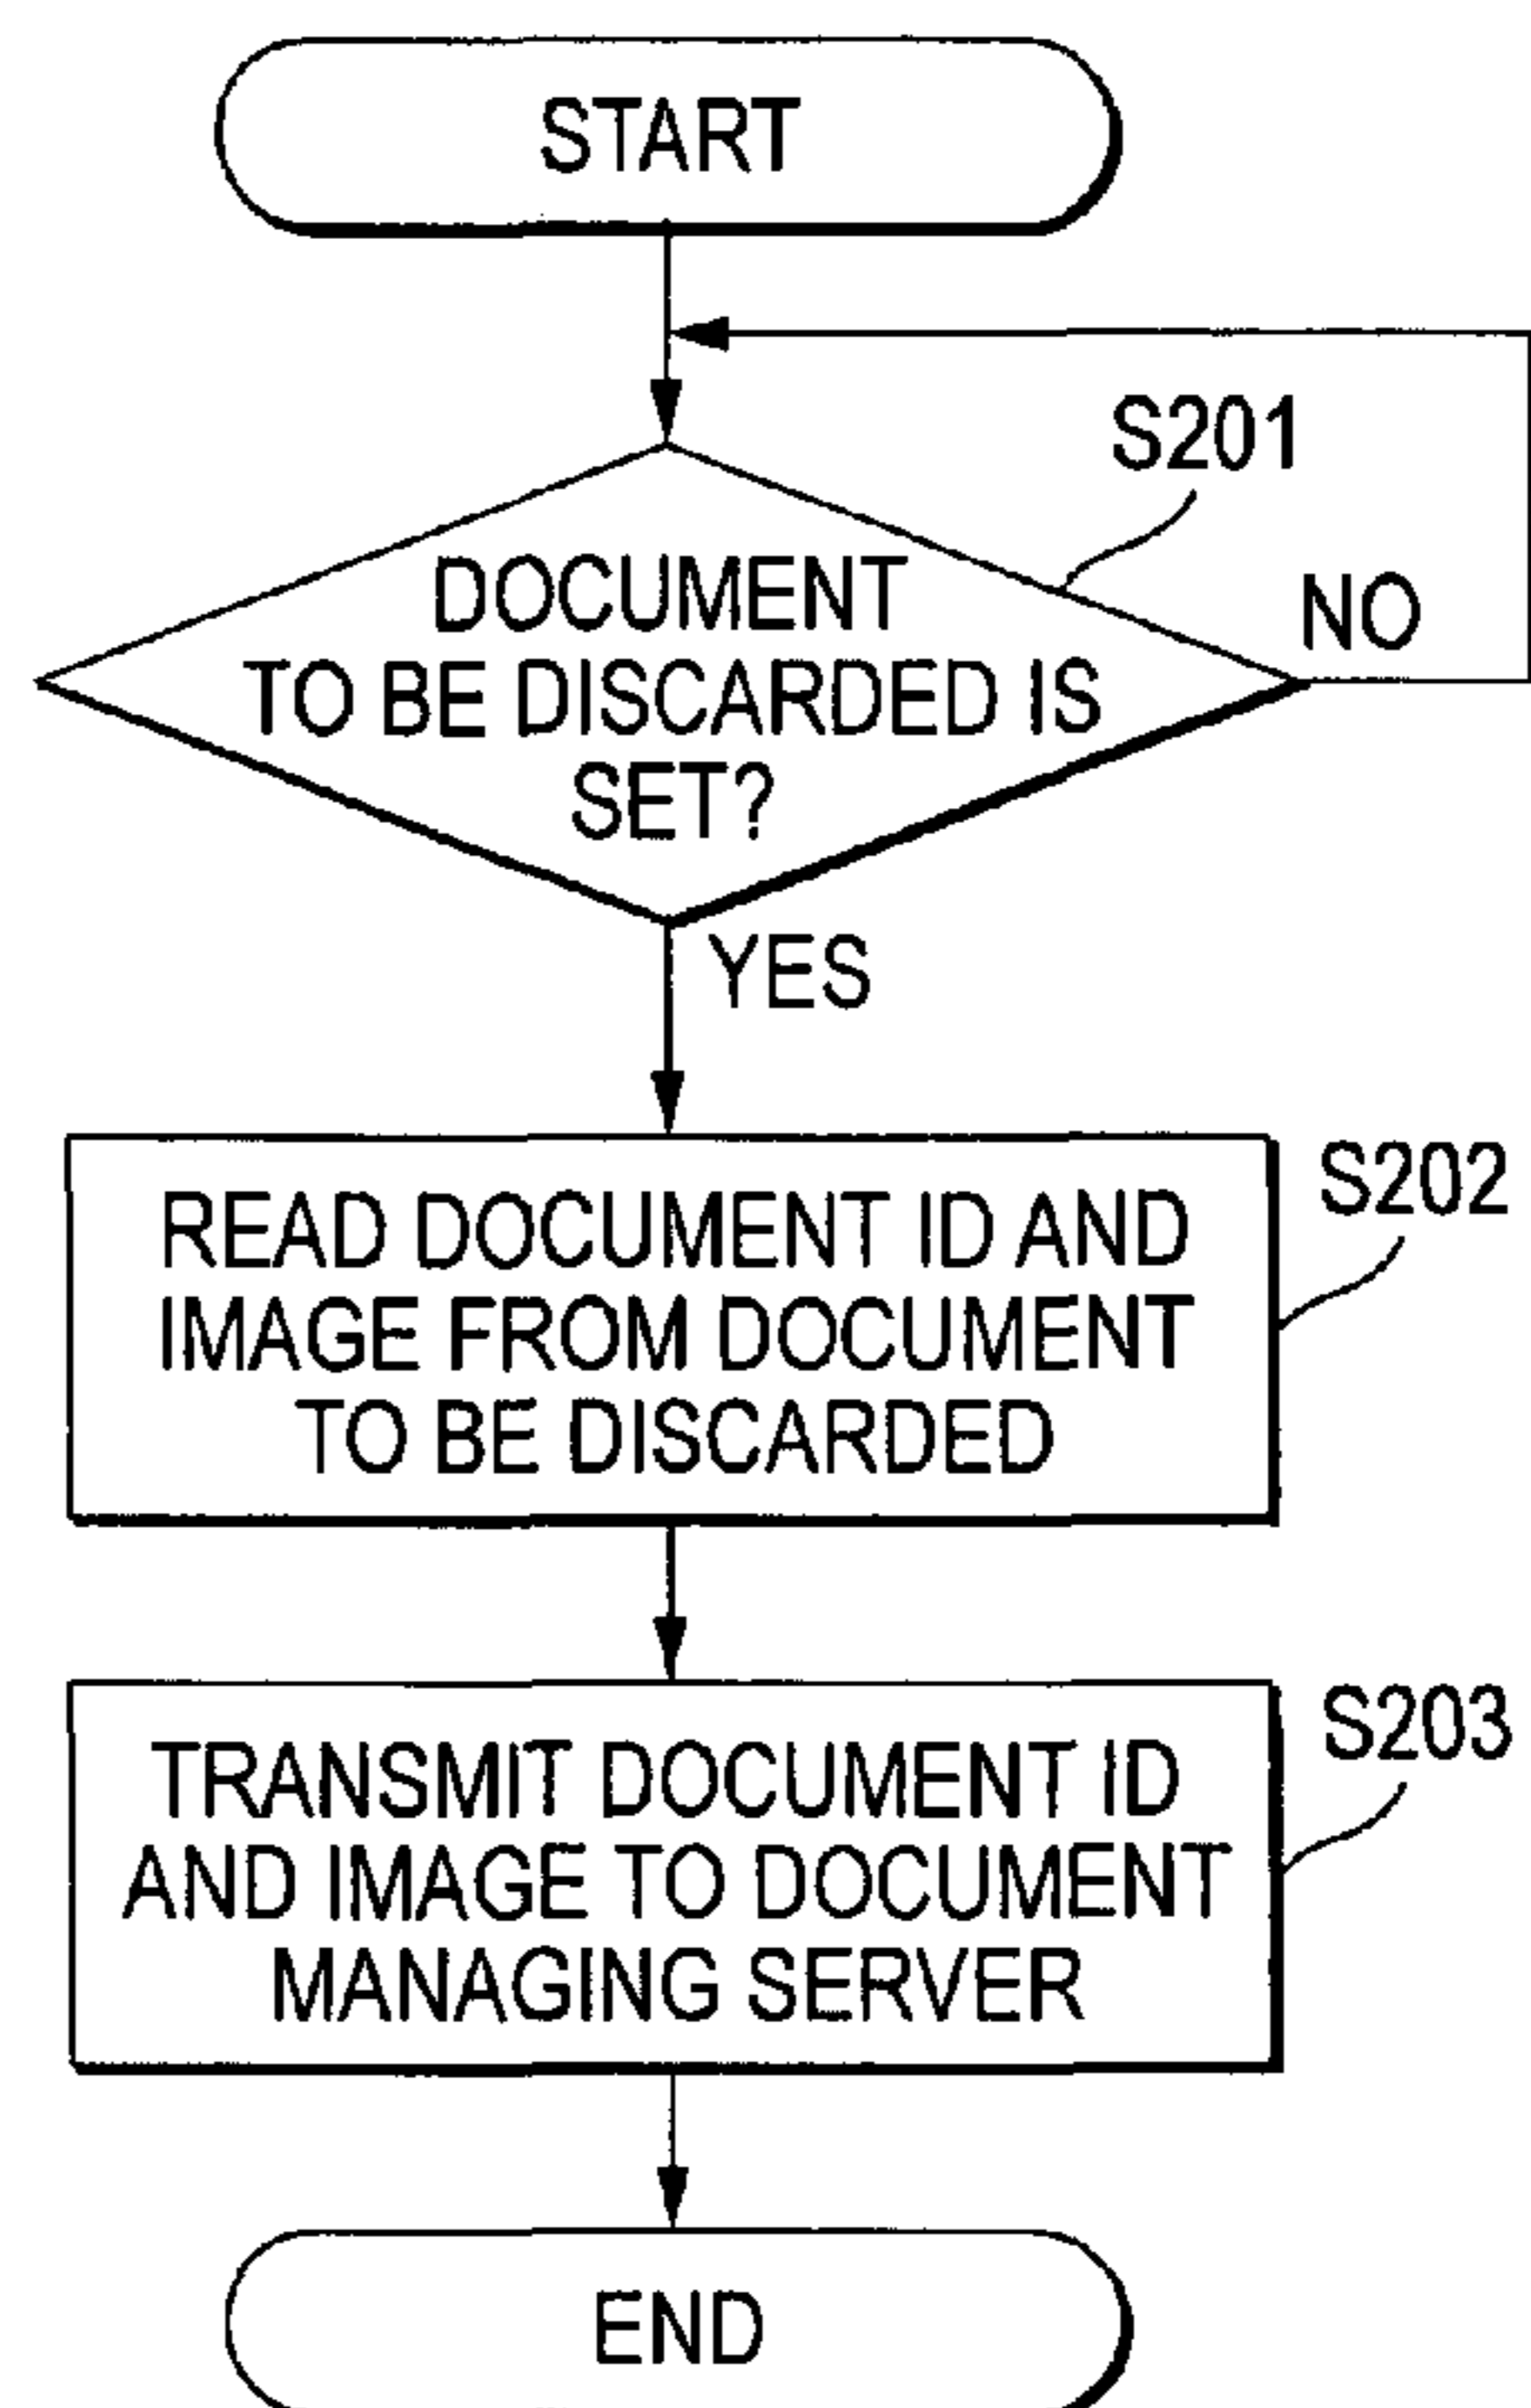 START
S201
DOCUMENT
TO BE DISCARDED IS
SET?
NO
YES
S202
READ DOCUMENT ID AND
IMAGE FROM DOCUMENT
TO BE DISCARDED
S203
TRANSMIT DOCUMENT ID
AND IMAGE TO DOCUMENT
MANAGING SERVER
END